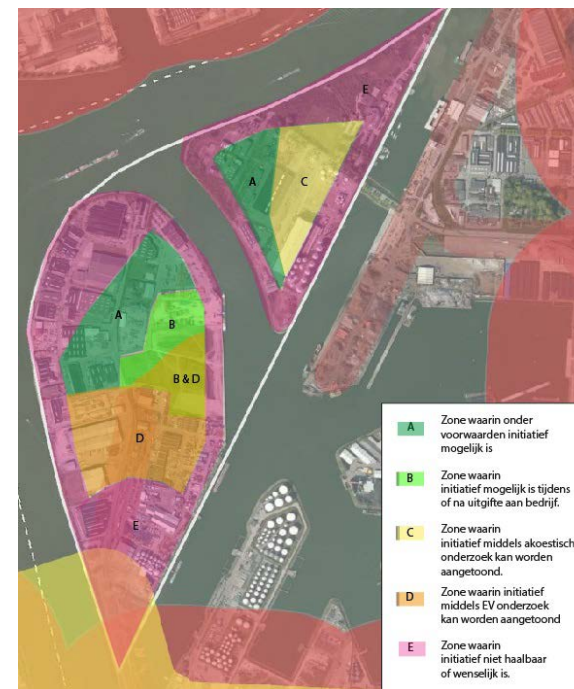 E
A
C
A
B
B & D
D
E
A
Zone waarin onder
voorwaarden initiatief
mogelijk is
B
Zone waarin
initiatief mogelijk is tijdens
of na uitgifte aan bedrijf.
C
Zone waarin
initiatief middels akoestisch
onderzoek kan worden
aangetoond.
D
Zone waarin initiatief
middels EV onderzoek
kan worden aangetoond
E
Zone waarin
initiatief niet haalbaar
of wenselijk is.